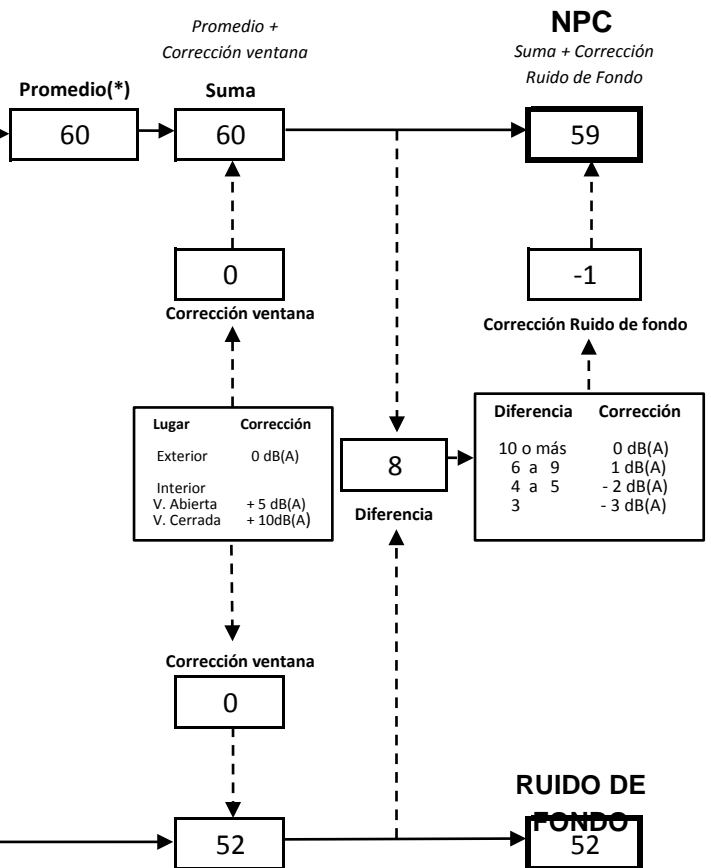 Promedio +
Corrección ventana
NPC
Suma + Corrección
Ruido de Fondo
Promedio(*)
Suma
60
60
59
0
-1
Corrección ventana
Corrección Ruido de fondo
Lugar Corrección
Exterior 0 dB(A)
Interior
V. Abierta + 5 dB(A)
V. Cerrada + 10dB(A)
8
Diferencia
Diferencia Corrección
10 o más 0 dB(A)
6 a 9 1 dB(A)
4 a 5 - 2 dB(A)
3 - 3 dB(A)
Corrección ventana
0
RUIDO DE
FONDO
52
52